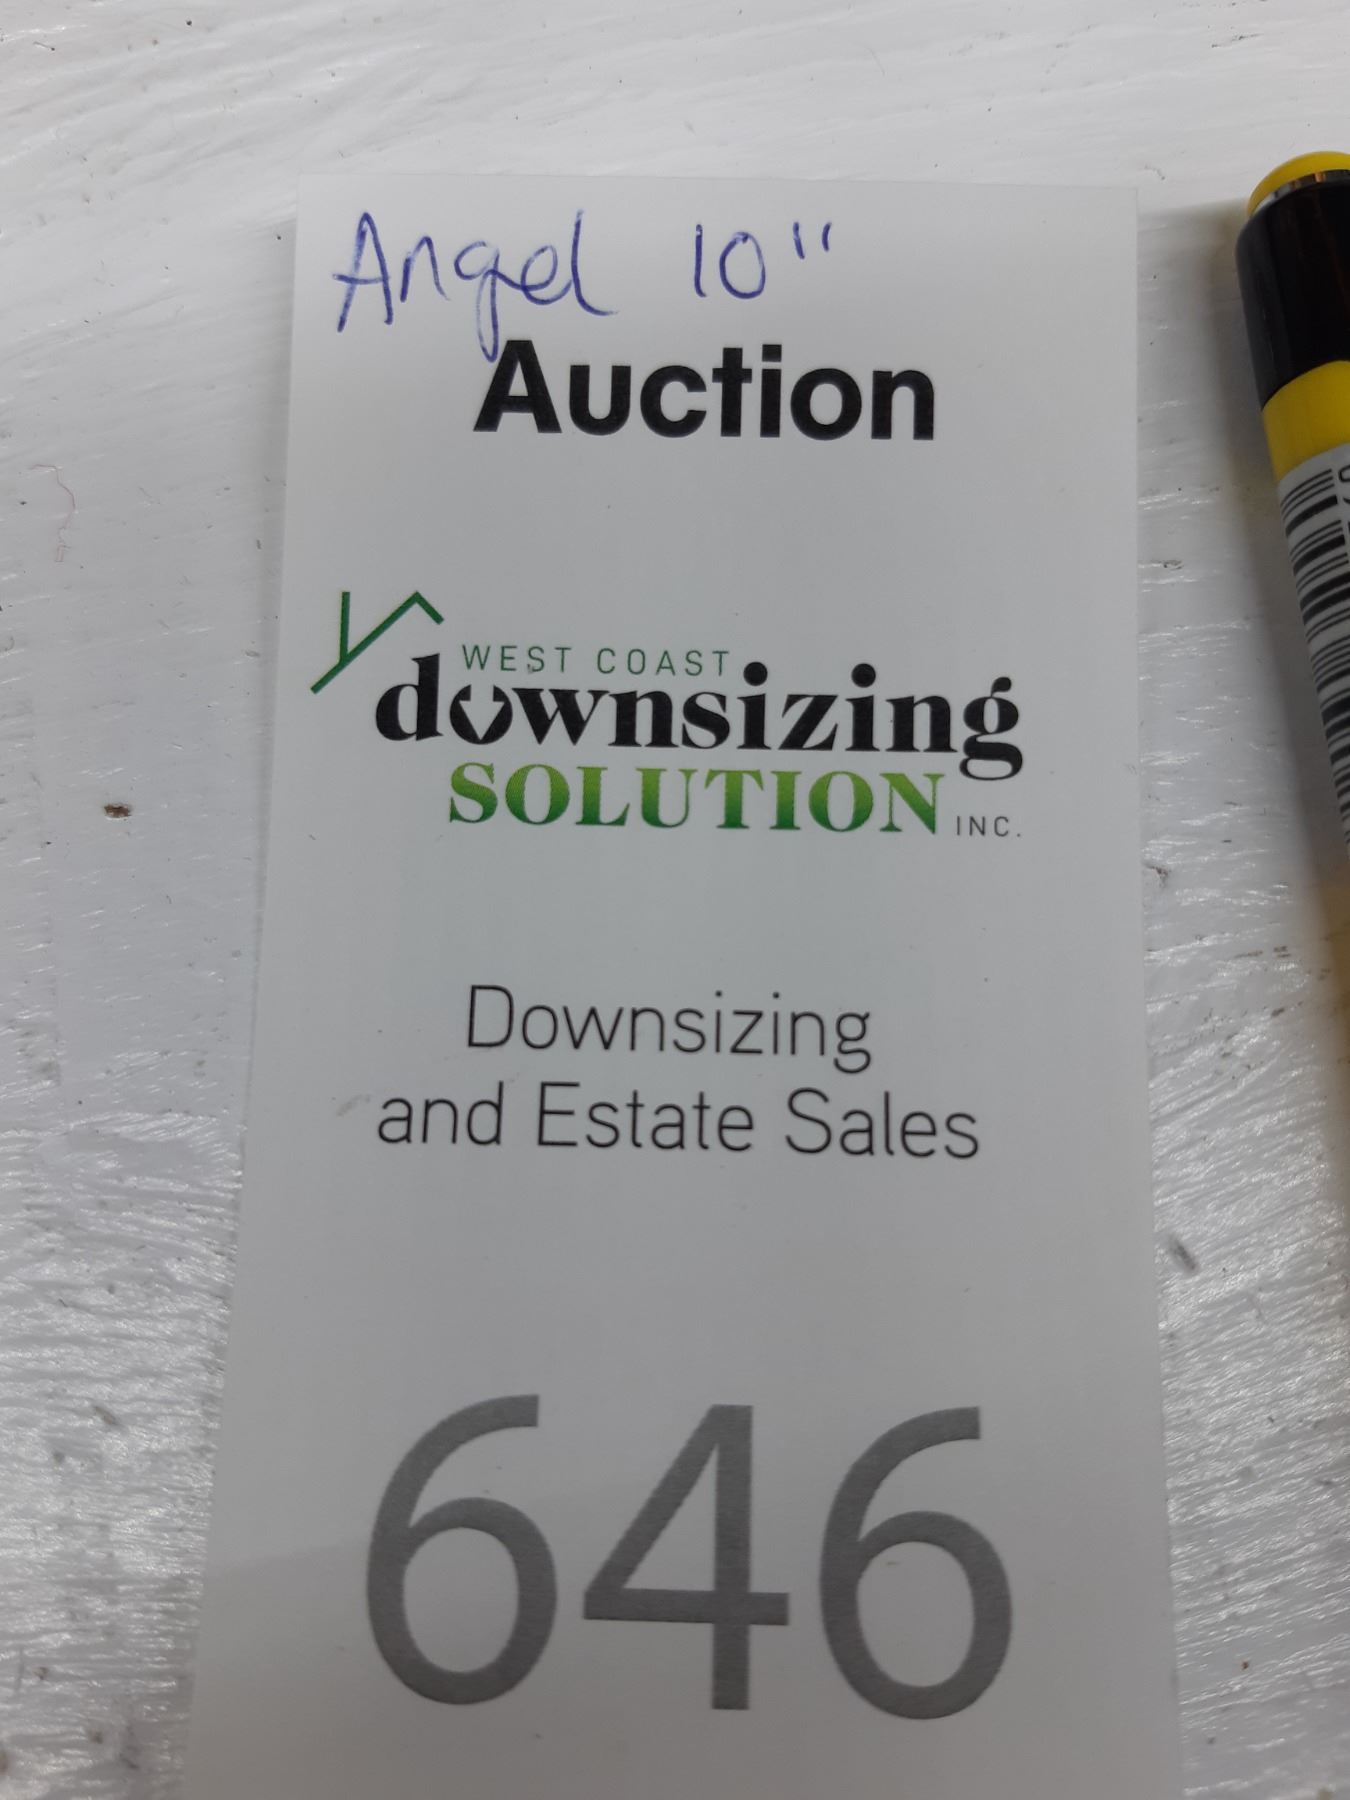 Angel 10"
Auction
WEST COAST
downsizing
SOLUTION INC.
Downsizing
and Estate Sales
646